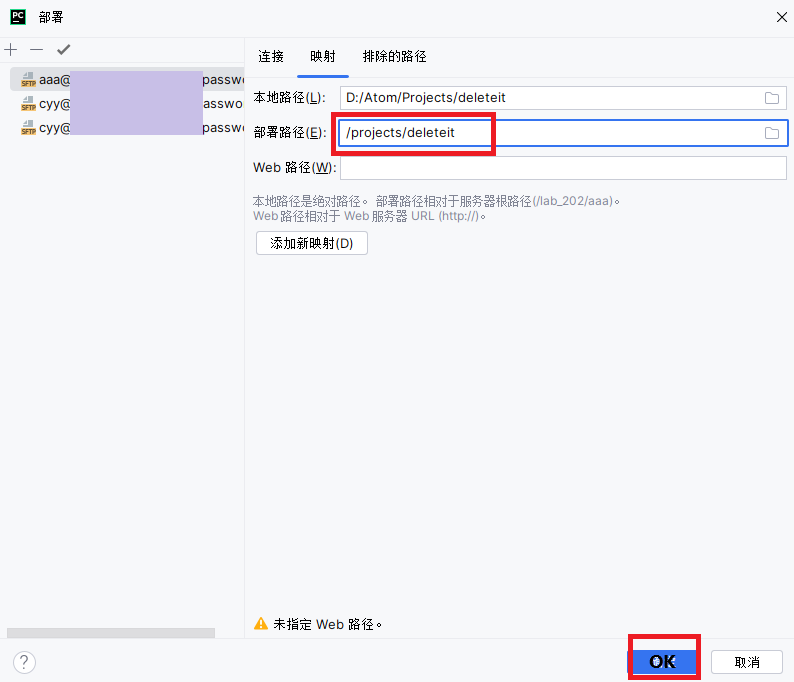 PC 部署
连接 映射 排除的路径
SFTP aaa@ passwo
SFTP cyy@ asswo
SFTP cyy@ passwo
本地路径(L): D:/Atom/Projects/deleteit
部署路径(E): /projects/deleteit
Web 路径(W):
本地路径是绝对路径。 部署路径相对于服务器根路径(/lab_202/aaa)。
Web 路径相对于 Web 服务器 URL (http://)。
添加新映射(D)
未指定 Web 路径。
? OK 取消